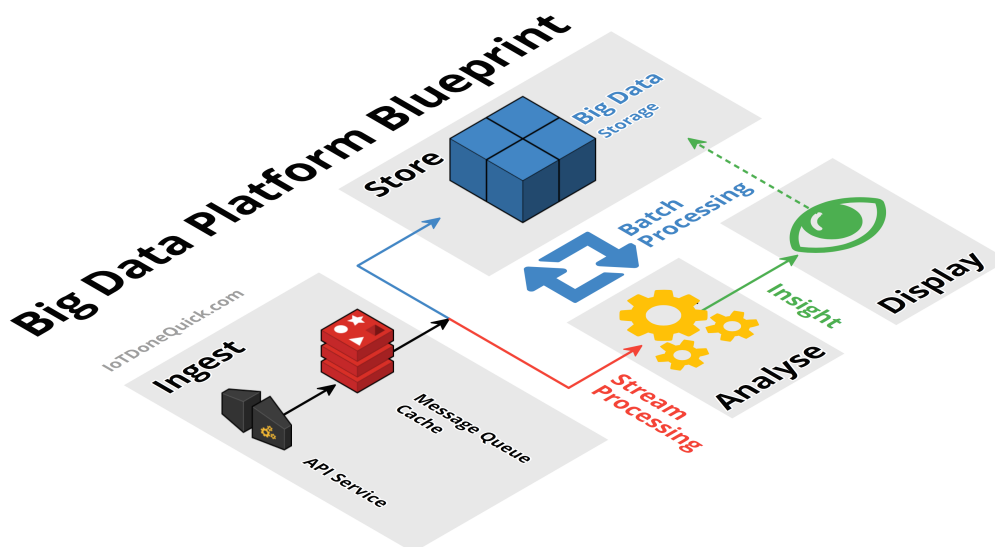 Big Data Platform Blueprint
IoTDoneQuick.com
Store
Big Data
Storage
Batch
Processing
Ingest
Message Queue
Cache
API Service
Stream
Processing
Analyse
Insight
Display